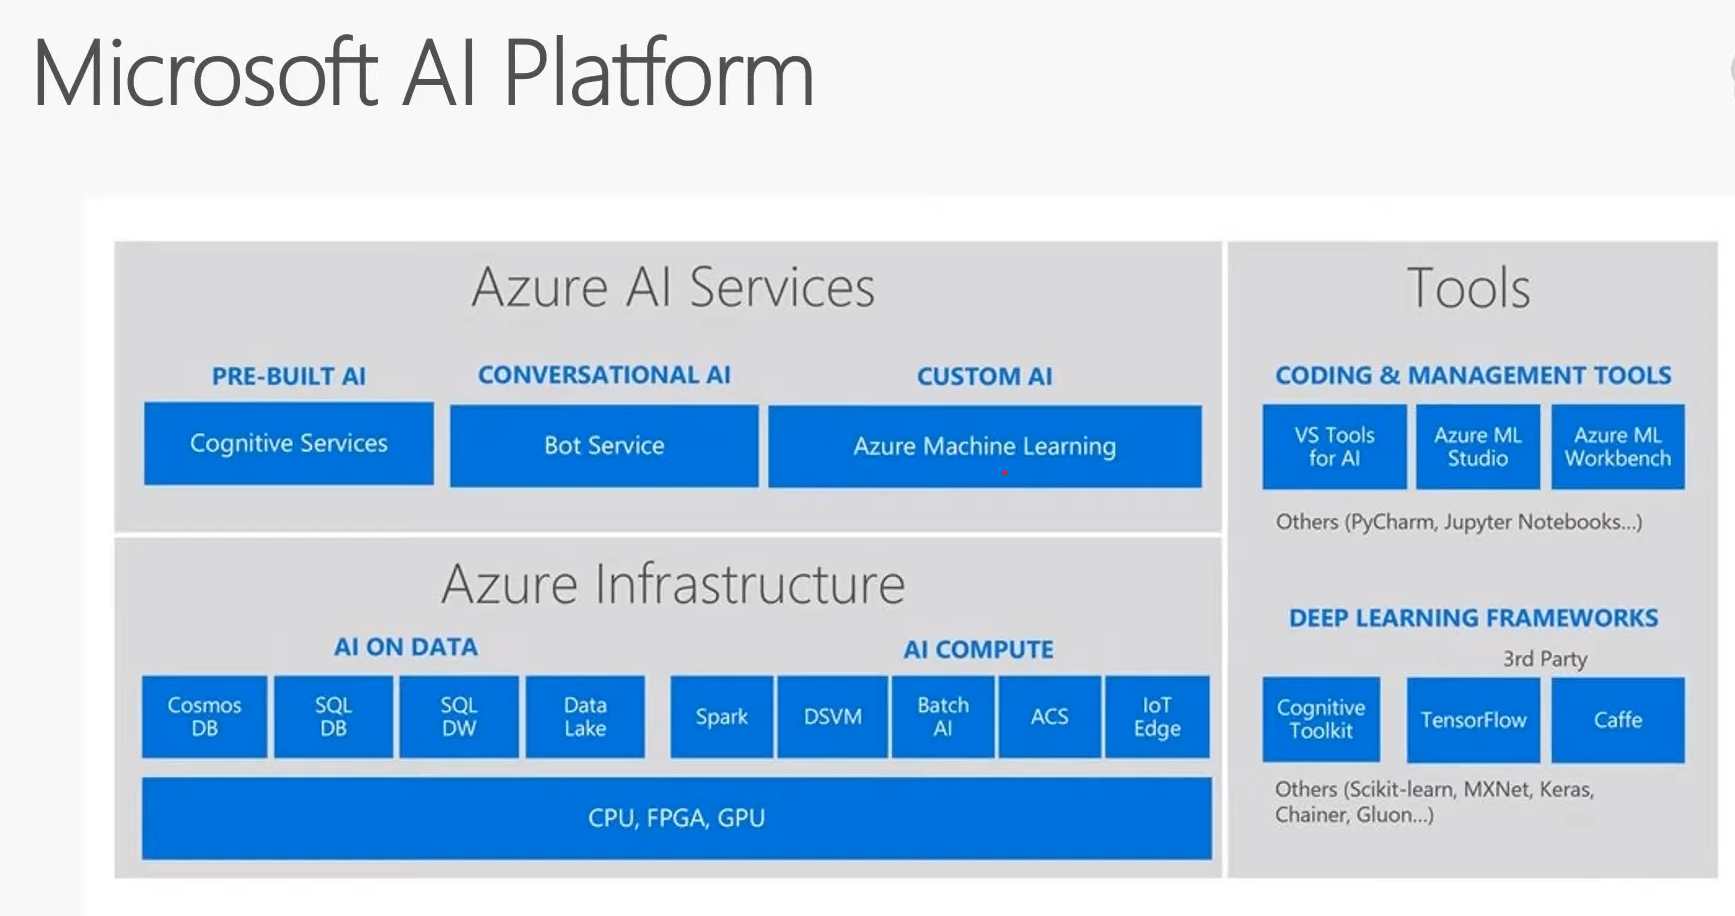 Microsoft AI Platform
Azure AI Services
PRE-BUILT AI
CONVERSATIONAL AI
CUSTOM AI
Cognitive Services
Bot Service
Azure Machine Learning
Azure Infrastructure
AI ON DATA
AI COMPUTE
Cosmos
DB
SQL
DB
SQL
DW
Data
Lake
Spark
DSVM
Batch
AI
ACS
IoT
Edge
CPU, FPGA, GPU
Tools
CODING & MANAGEMENT TOOLS
VS Tools
for AI
Azure ML
Studio
Azure ML
Workbench
Others (PyCharm, Jupyter Notebooks...)
DEEP LEARNING FRAMEWORKS
3rd Party
Cognitive
Toolkit
TensorFlow
Caffe
Others (Scikit-learn, MXNet, Keras,
Chainer, Gluon...)